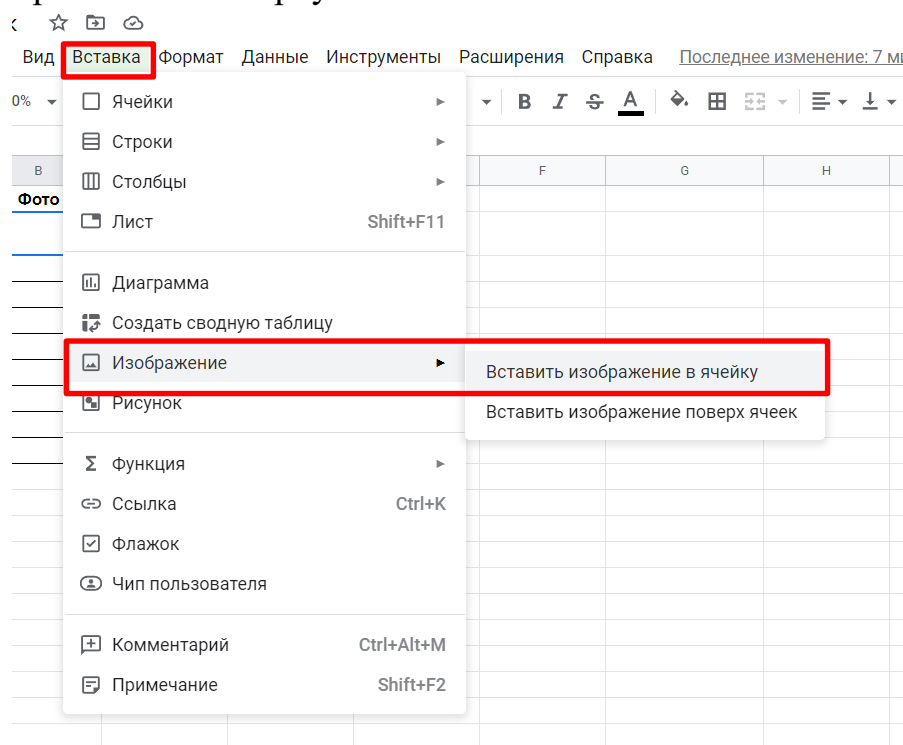 Вид Вставка Формат Данные Инструменты Расширения Справка Последнее изменение: 7
0% B I S A
B F G H
Фото
Ячейки
Строки
Столбцы
Лист Shift+F11
Диаграмма
Создать сводную таблицу
Изображение
Вставить изображение в ячейку
Рисунок
Вставить изображение поверх ячеек
Функция
Ссылка Ctrl+K
Флажок
Чип пользователя
Комментарий Ctrl+Alt+M
Примечание Shift+F2